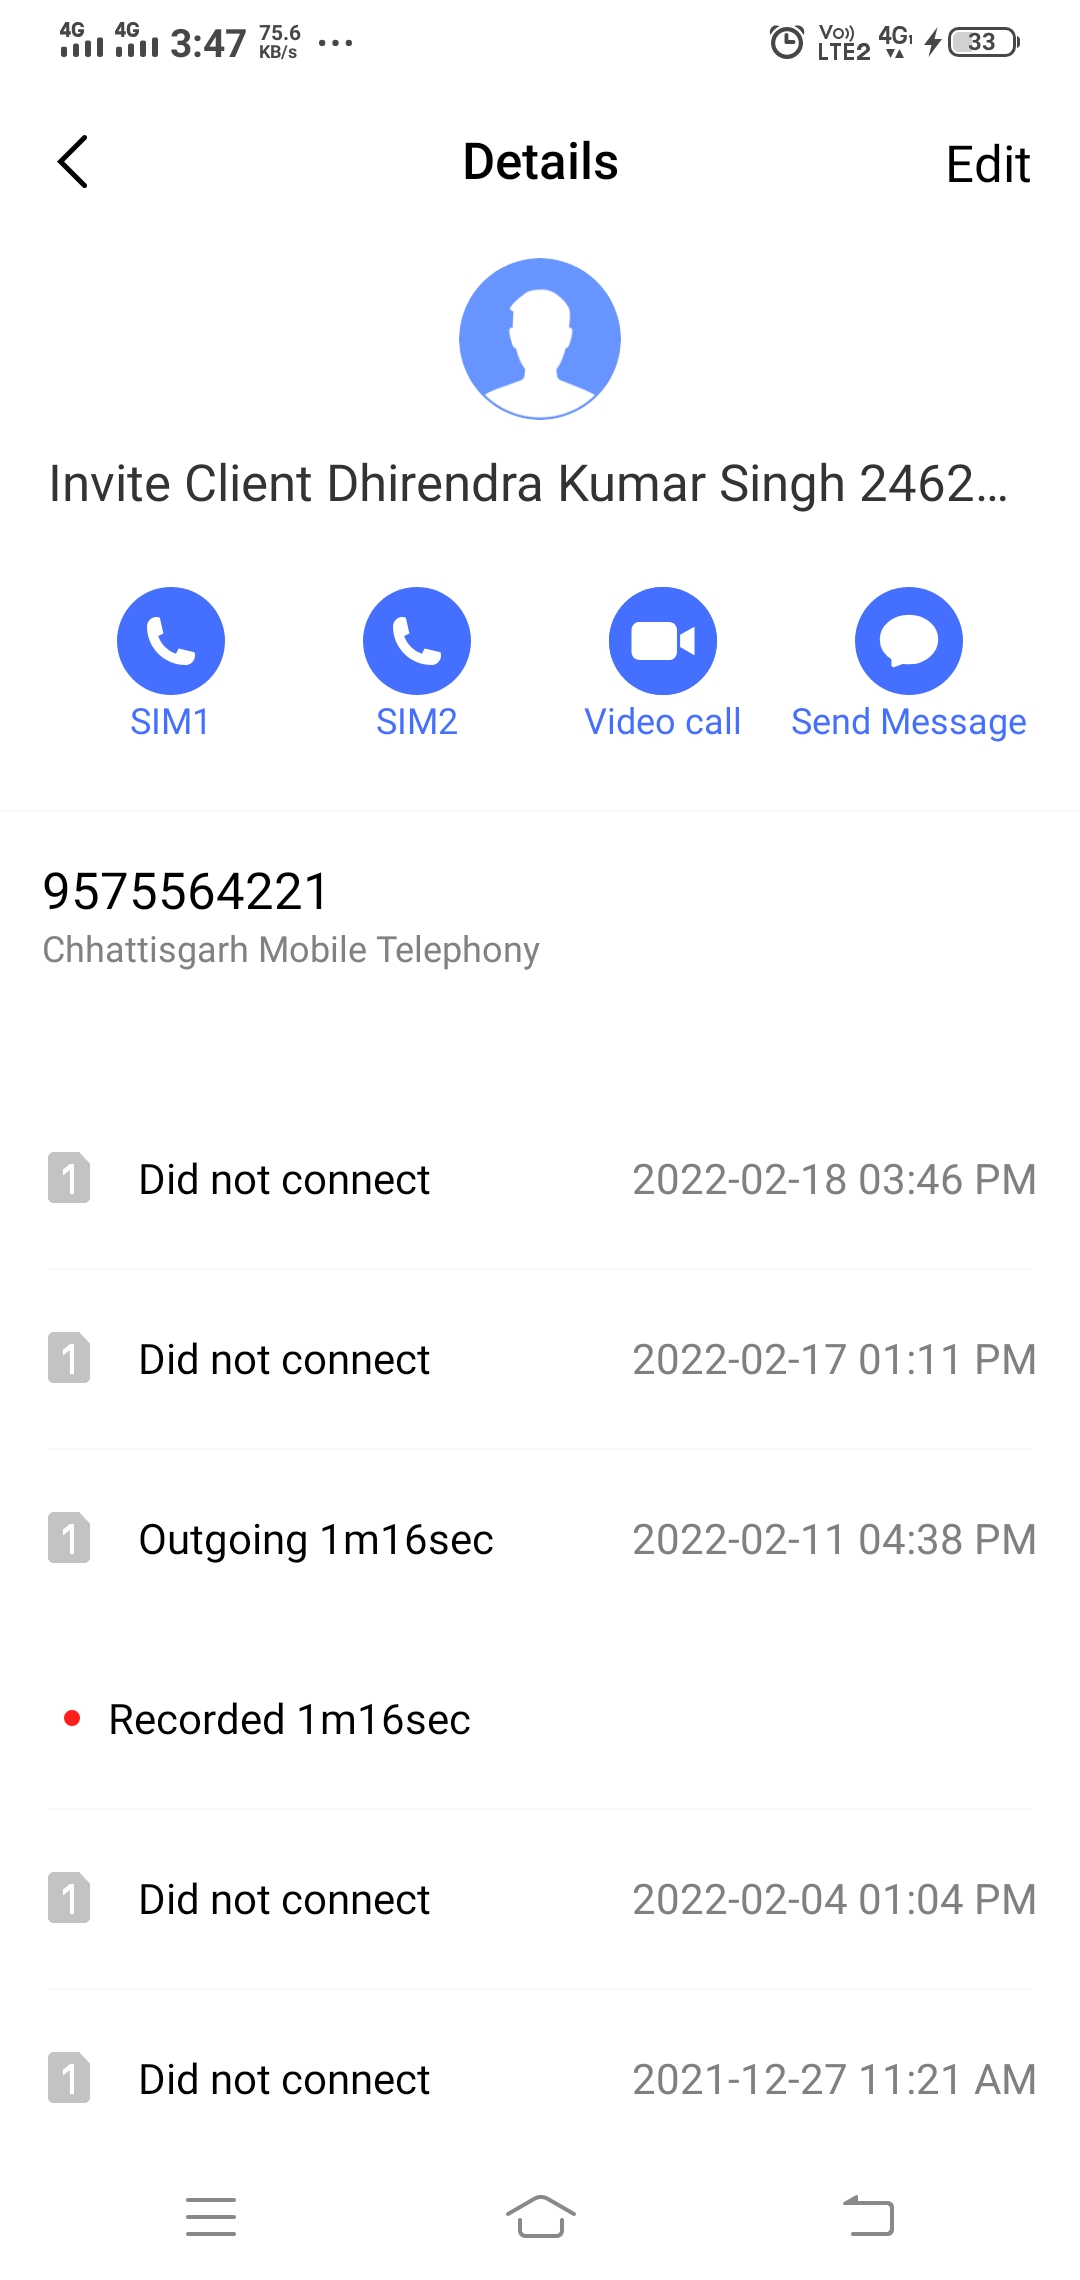 4G 4G 3:47 75.6 KB/s ... Vo)) LTE2 4G1 33
Details Edit
Invite Client Dhirendra Kumar Singh 2462...
SIM1 SIM2 Video call Send Message
9575564221
Chhattisgarh Mobile Telephony
1 Did not connect 2022-02-18 03:46 PM
1 Did not connect 2022-02-17 01:11 PM
1 Outgoing 1m16sec 2022-02-11 04:38 PM
Recorded 1m16sec
1 Did not connect 2022-02-04 01:04 PM
1 Did not connect 2021-12-27 11:21 AM